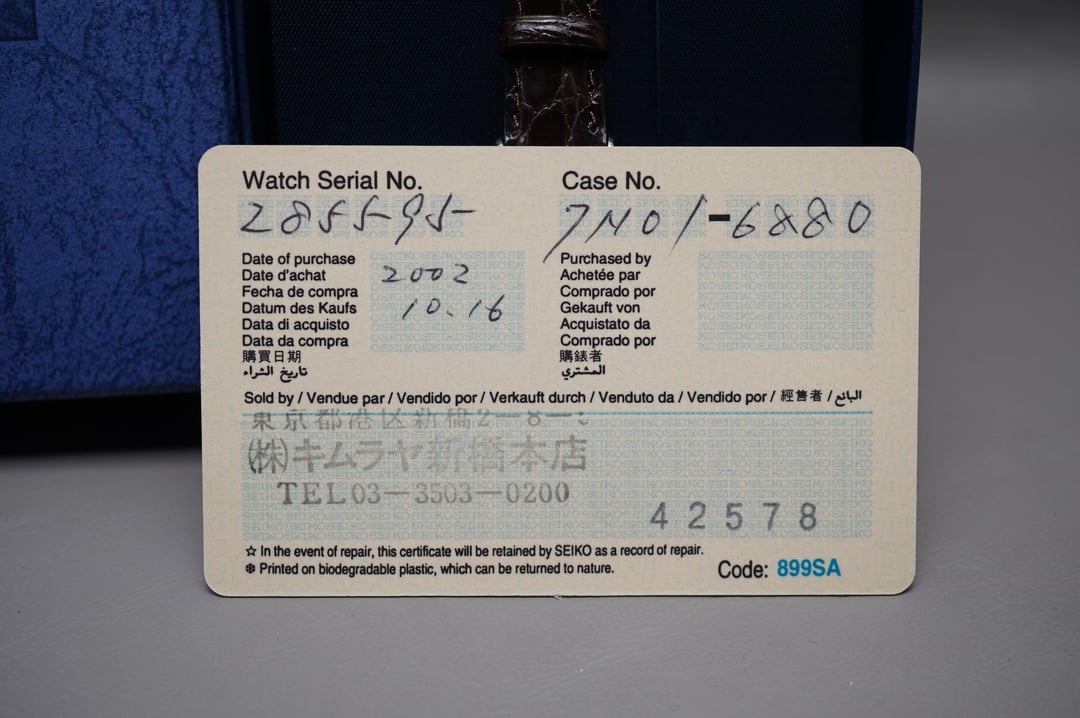 Watch Serial No.
Case No.
285595
7N01-6880
Date of purchase
Date d'achat
Fecha de compra
Datum des Kaufs
Data di acquisto
Data da compra
購買日期
تاريخ الشراء
2002
10.16
Purchased by
Achetée par
Comprado por
Gekauft von
Acquistato da
Comprado por
購錶者
المشتري
Sold by / Vendue par / Vendido por / Verkauft durch / Venduto da / Vendido por / 經售者 / البائع
東京都港区新橋2-8-
(株)キムラヤ新橋本店
TEL03-3503-0200
42578
☆ In the event of repair, this certificate will be retained by SEIKO as a record of repair.
❄ Printed on biodegradable plastic, which can be returned to nature.
Code: 899SA